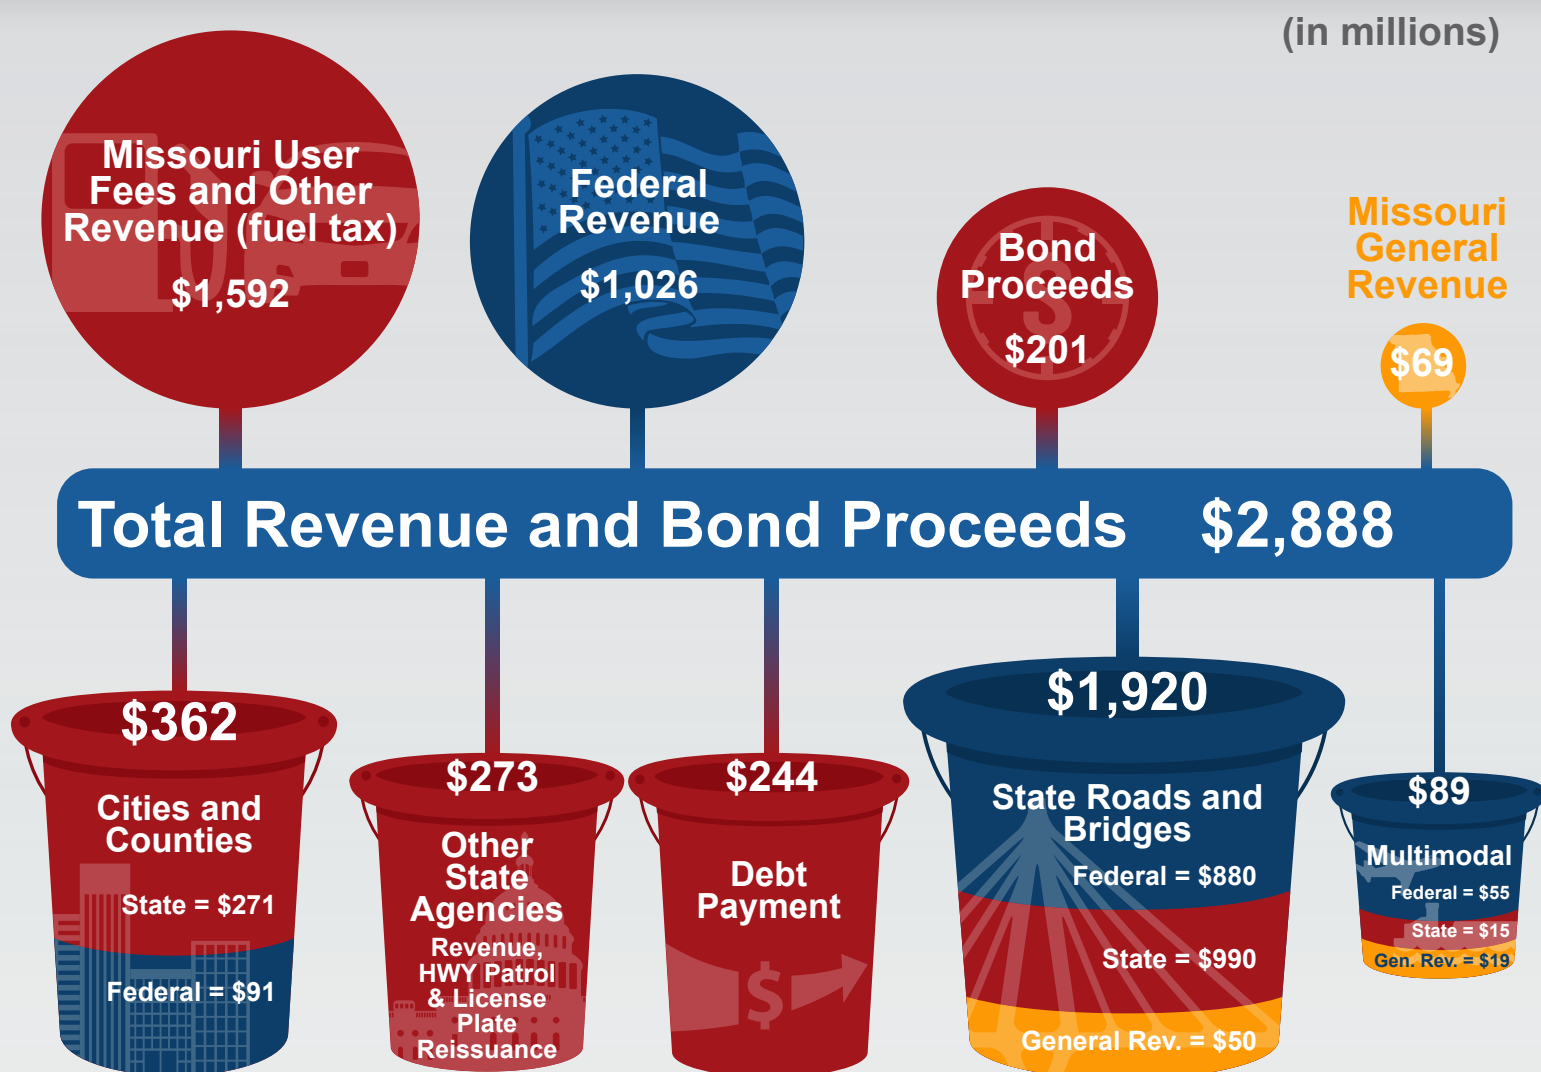 (in millions)
Missouri User
Fees and Other
Revenue (fuel tax)
$1,592
Federal
Revenue
$1,026
Bond
Proceeds
$201
Missouri
General
Revenue
$69
Total Revenue and Bond Proceeds $2,888
$362
Cities and
Counties
State = $271
Federal = $91
$273
Other
State
Agencies
Revenue,
HWY Patrol
& License
Plate
Reissuance
$244
Debt
Payment
$
$1,920
State Roads and
Bridges
Federal = $880
State = $990
General Rev. = $50
$89
Multimodal
Federal = $55
State = $15
Gen. Rev. = $19